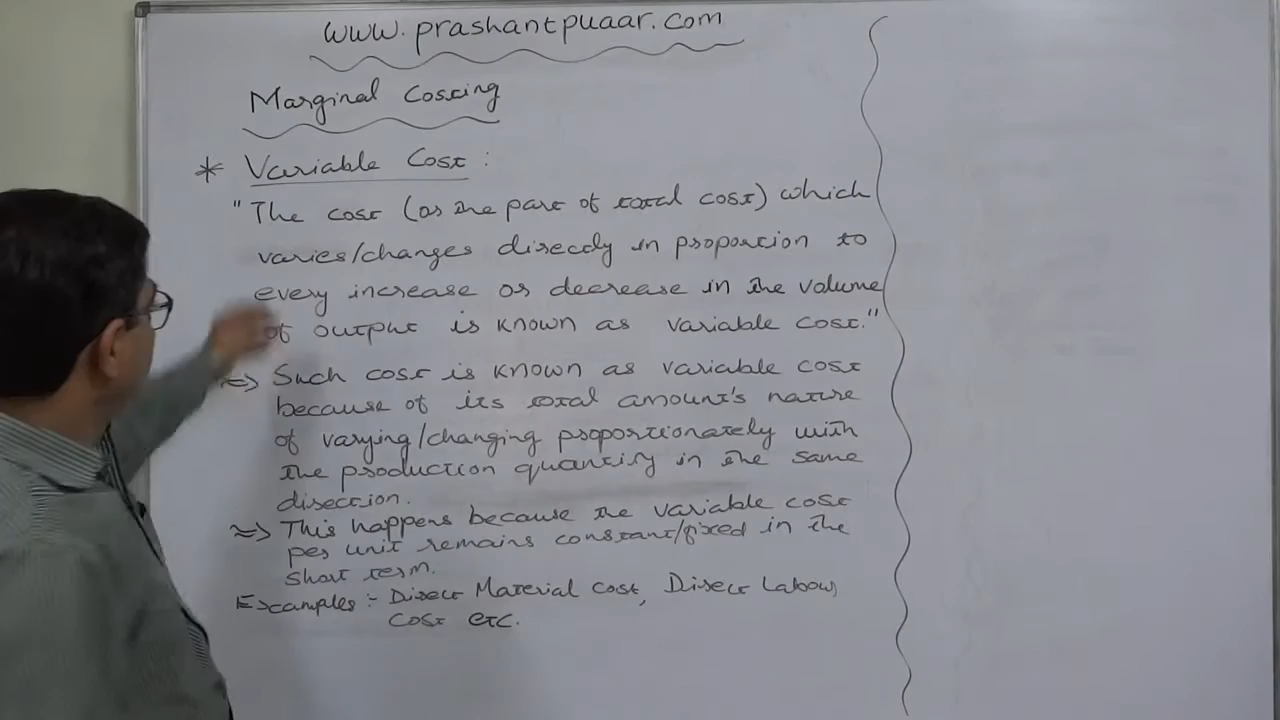 www.prashantpuaar.com
Marginal Costing
* Variable Cost :
"The cost (or the part of total cost) which
varies/changes directly in proportion to
every increase or decrease in the volume
of output is known as variable cost."
=> Such cost is known as variable cost
because of its total amount's nature
of varying/changing proportionately with
the production quantity in the same
direction.
=> This happens because the variable cost
per unit remains constant/fixed in the
short term.
Examples :- Direct Material cost, Direct Labour
cost etc.